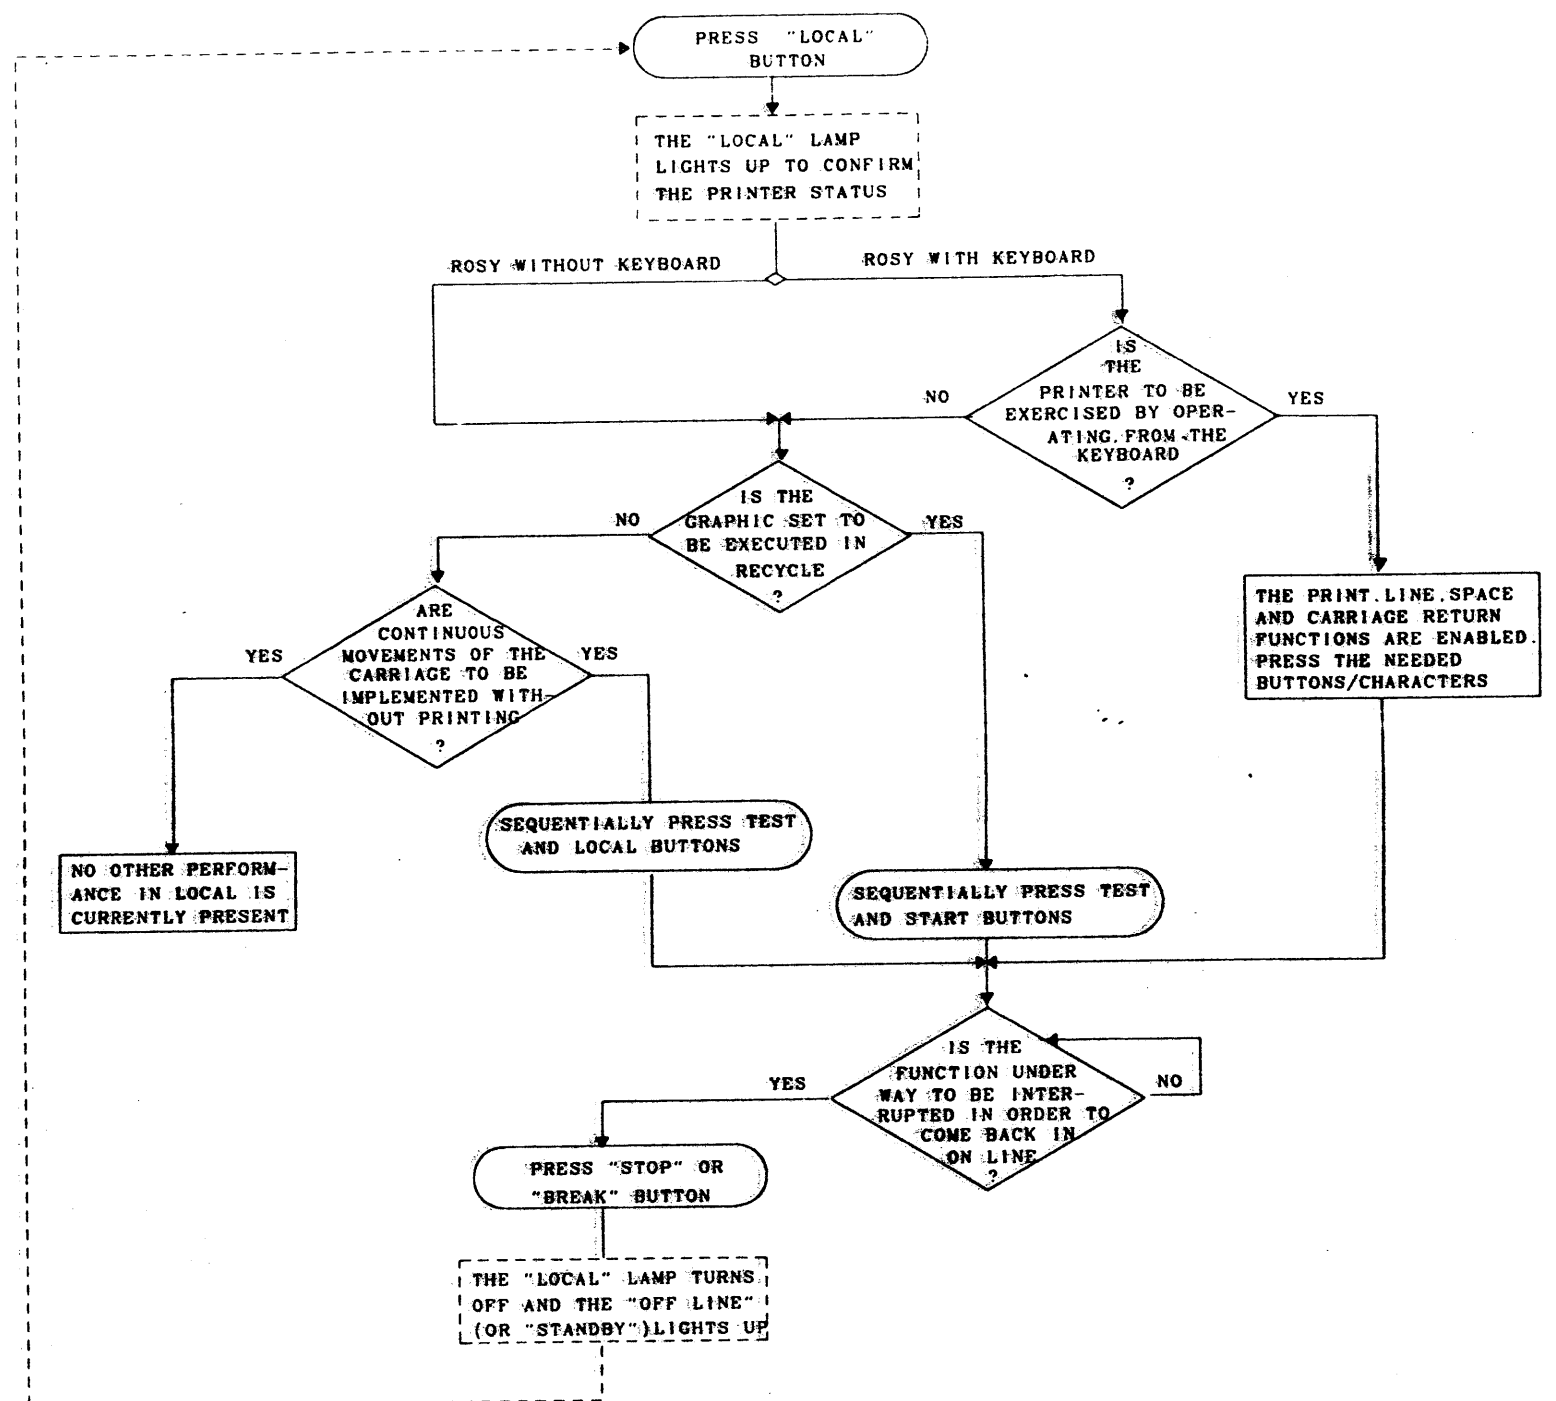 PRESS "LOCAL"
BUTTON
THE "LOCAL" LAMP
LIGHTS UP TO CONFIRM
THE PRINTER STATUS
ROSY WITHOUT KEYBOARD
ROSY WITH KEYBOARD
IS
THE
PRINTER TO BE
EXERCISED BY OPER-
ATING.FROM THE
KEYBOARD
?
NO
YES
IS THE
GRAPHIC SET TO
BE EXECUTED IN
RECYCLE
?
NO
YES
ARE
CONTINUOUS
MOVEMENTS OF THE
CARRIAGE TO BE
IMPLEMENTED WITH-
OUT PRINTING
?
YES
YES
THE PRINT.LINE.SPACE
AND CARRIAGE RETURN
FUNCTIONS ARE ENABLED.
PRESS THE NEEDED
BUTTONS/CHARACTERS
SEQUENTIALLY PRESS TEST
AND LOCAL BUTTONS
NO OTHER PERFORM-
ANCE IN LOCAL IS
CURRENTLY PRESENT
SEQUENTIALLY PRESS TEST
AND START BUTTONS
IS THE
FUNCTION UNDER
WAY TO BE INTER-
RUPTED IN ORDER TO
COME BACK IN
ON LINE
?
YES
NO
PRESS "STOP" OR
"BREAK" BUTTON
THE "LOCAL" LAMP TURNS
OFF AND THE "OFF LINE"
(OR "STANDBY")LIGHTS UP